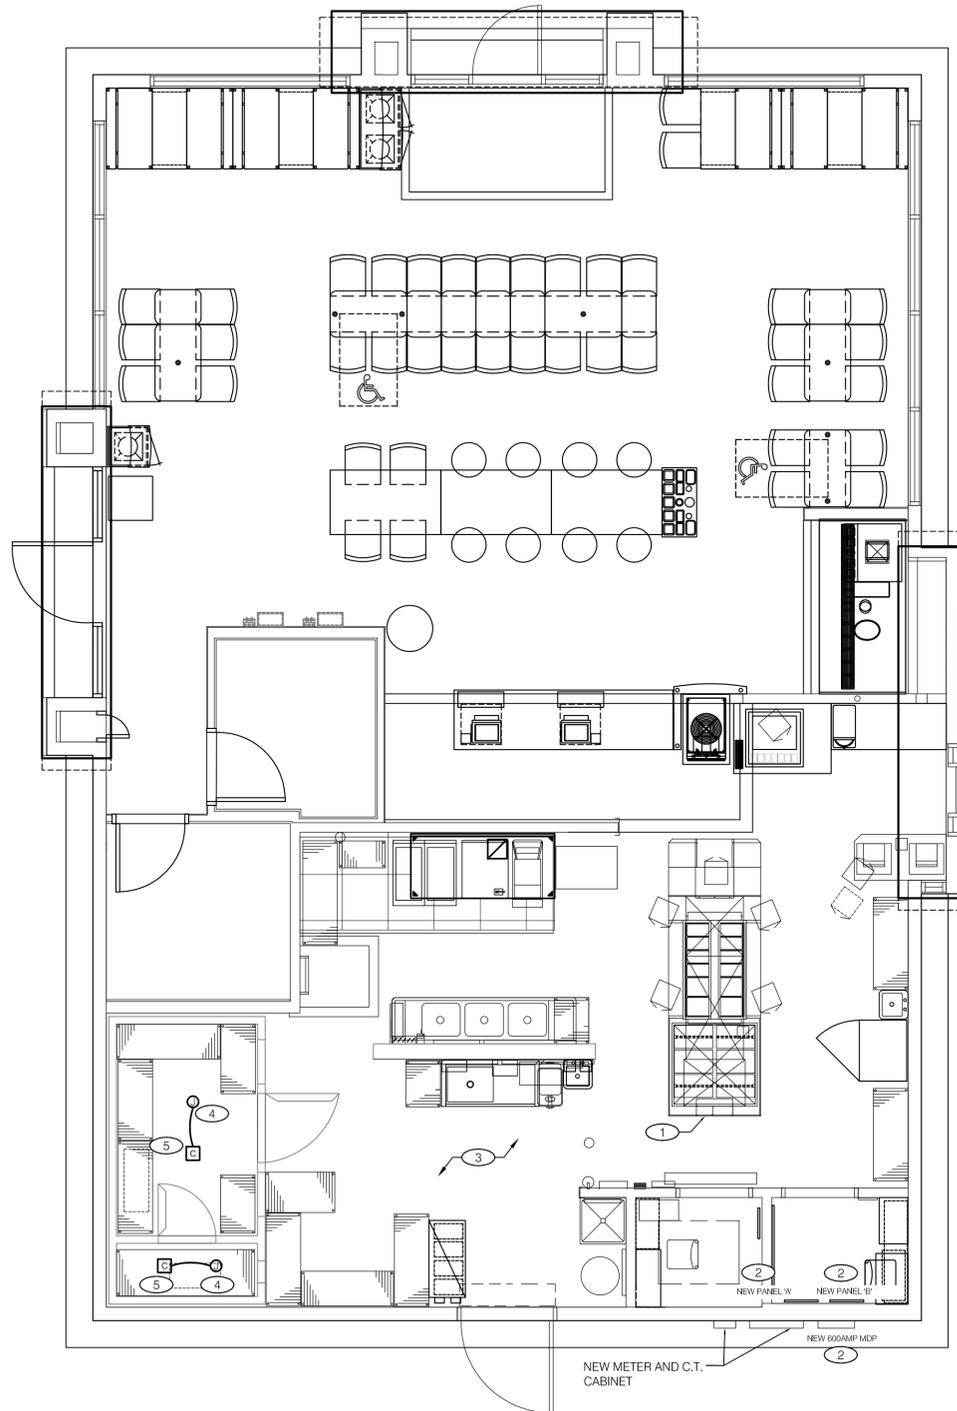 4
5
C
J
1
3
C
J
5
4
2
2
NEW PANEL 'A'
NEW PANEL 'B'
NEW 600AMP MDP
2
NEW METER AND C.T.
CABINET